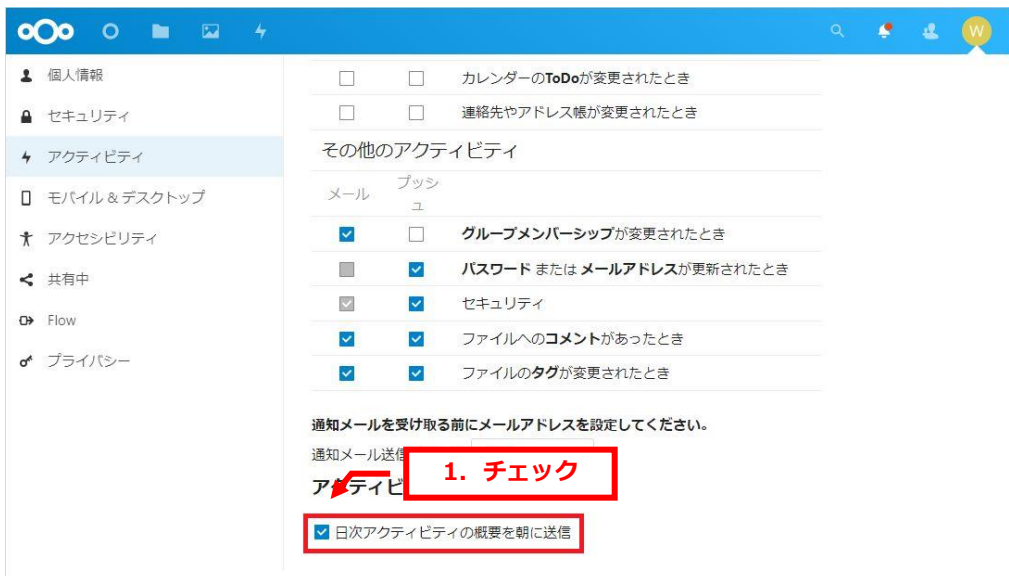 W
個人情報
セキュリティ
アクティビティ
モバイル & デスクトップ
アクセシビリティ
共有中
Flow
プライバシー
カレンダーのToDoが変更されたとき
連絡先やアドレス帳が変更されたとき
その他のアクティビティ
メール プッシュ
グループメンバーシップが変更されたとき
パスワード または メールアドレスが更新されたとき
セキュリティ
ファイルへのコメントがあったとき
ファイルのタグが変更されたとき
通知メールを受け取る前にメールアドレスを設定してください。
通知メール送信
1. チェック
アクティビ
日次アクティビティの概要を朝に送信